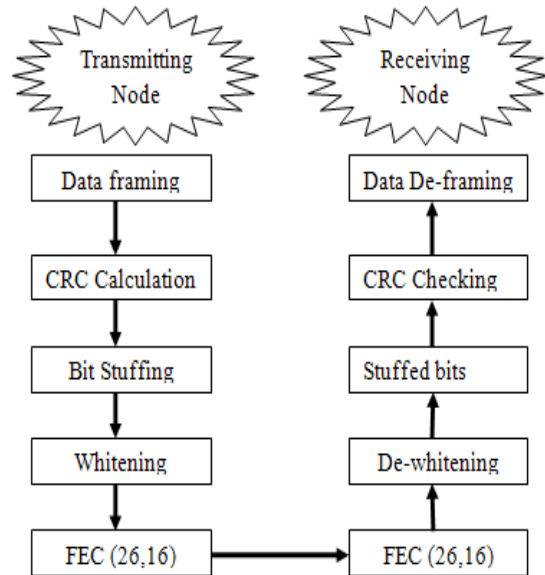 Transmitting
Node
Data framing
CRC Calculation
Bit Stuffing
Whitening
FEC (26,16)
Receiving
Node
Data De-framing
CRC Checking
Stuffed bits
De-whitening
FEC (26,16)